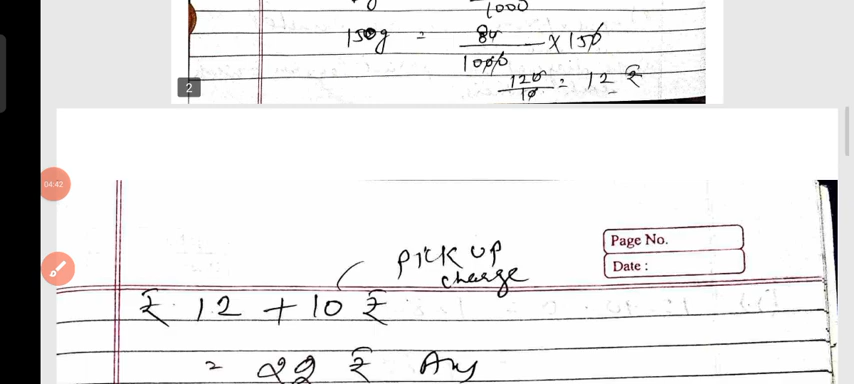 1000
150g = 80/1000 × 150
120/10 = 12 ₹
2
04:42
Pick up
charge
Page No.
Date :
₹ 12 + 10 ₹
= 22 ₹ Ans